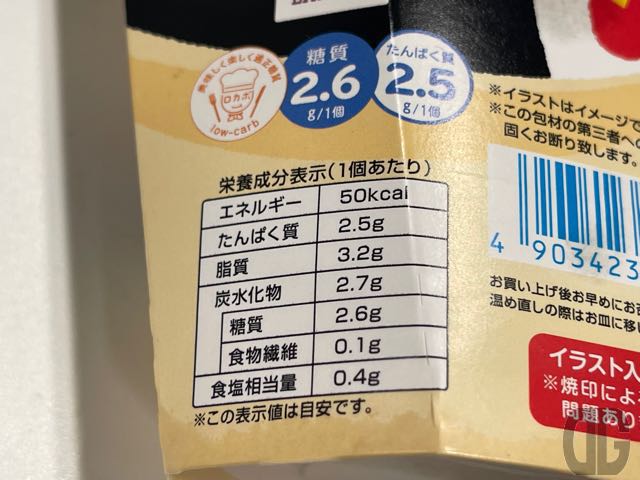 美味しく楽しく適正糖質
ロカボ
low-carb
糖質
2.6
g/1個
たんぱく質
2.5
g/1個
※イラストはイメージで
※この包材の第三者への
固くお断り致します。
栄養成分表示(1個あたり)
エネルギー 50kcal
たんぱく質 2.5g
脂質 3.2g
炭水化物 2.7g
糖質 2.6g
食物繊維 0.1g
食塩相当量 0.4g
※この表示値は目安です。
4 903423
お買い上げ後お早めにお
温め直しの際はお皿に移
イラスト入
※焼印によ
問題あり